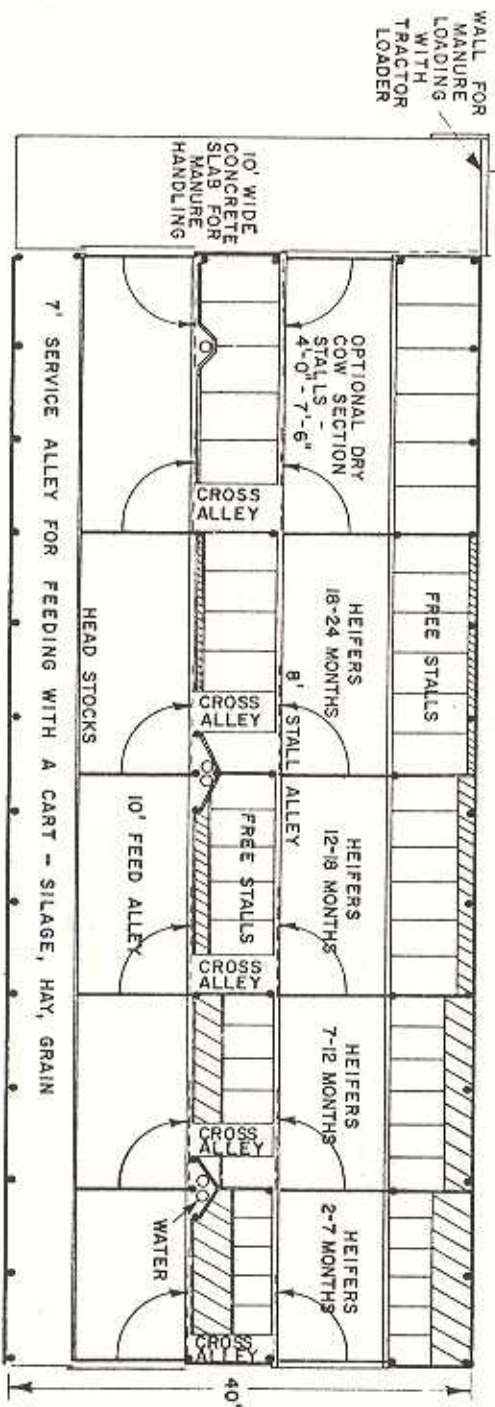 WALL FOR
MANURE
LOADING
WITH
TRACTOR
LOADER
10' WIDE
CONCRETE
SLAB FOR
MANURE
HANDLING
OPTIONAL DRY
COW SECTION
STALLS -
4'-0" - 7'-6"
CROSS
ALLEY
FREE STALLS
HEIFERS
18-24 MONTHS
8' STALL ALLEY
CROSS
ALLEY
HEAD STOCKS
HEIFERS
12-18 MONTHS
FREE STALLS
CROSS
ALLEY
10' FEED ALLEY
HEIFERS
7-12 MONTHS
CROSS
ALLEY
HEIFERS
2-7 MONTHS
WATER
CROSS
ALLEY
7' SERVICE ALLEY FOR FEEDING WITH A CART - SILAGE, HAY, GRAIN
40'